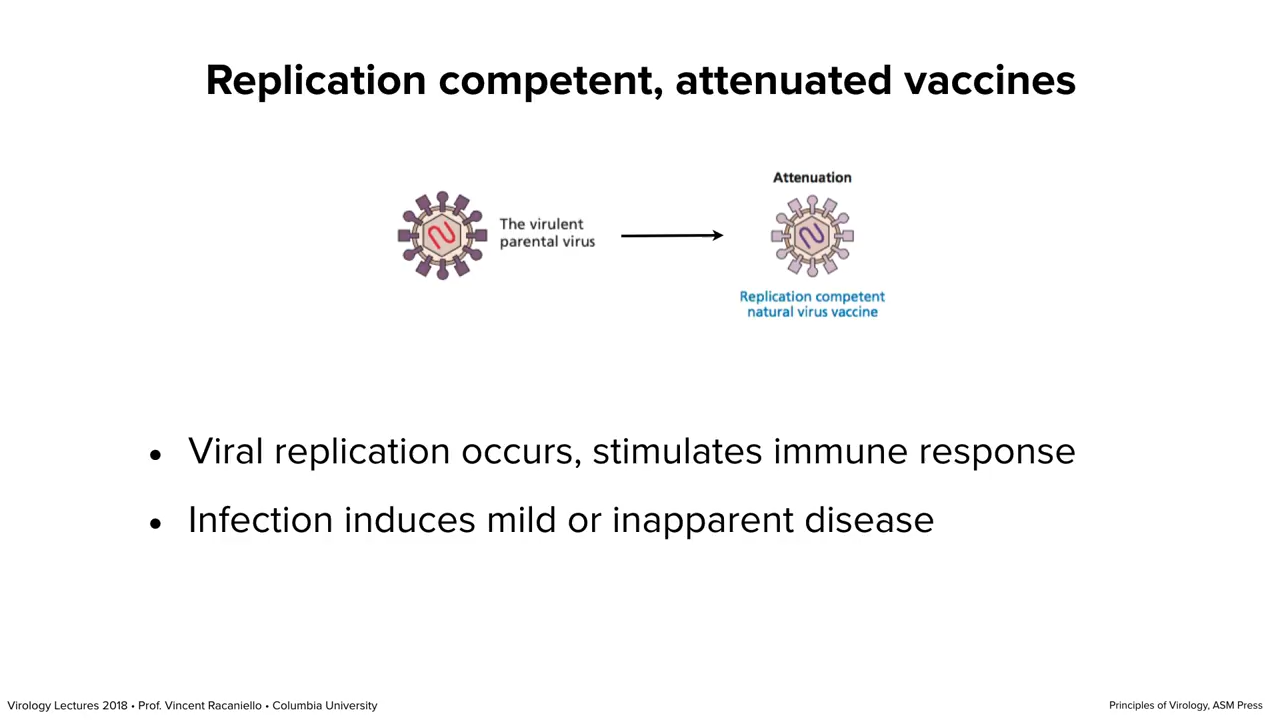 Replication competent, attenuated vaccines
The virulent
parental virus
Attenuation
Replication competent
natural virus vaccine
• Viral replication occurs, stimulates immune response
• Infection induces mild or inapparent disease
Virology Lectures 2018 • Prof. Vincent Racaniello • Columbia University
Principles of Virology, ASM Press